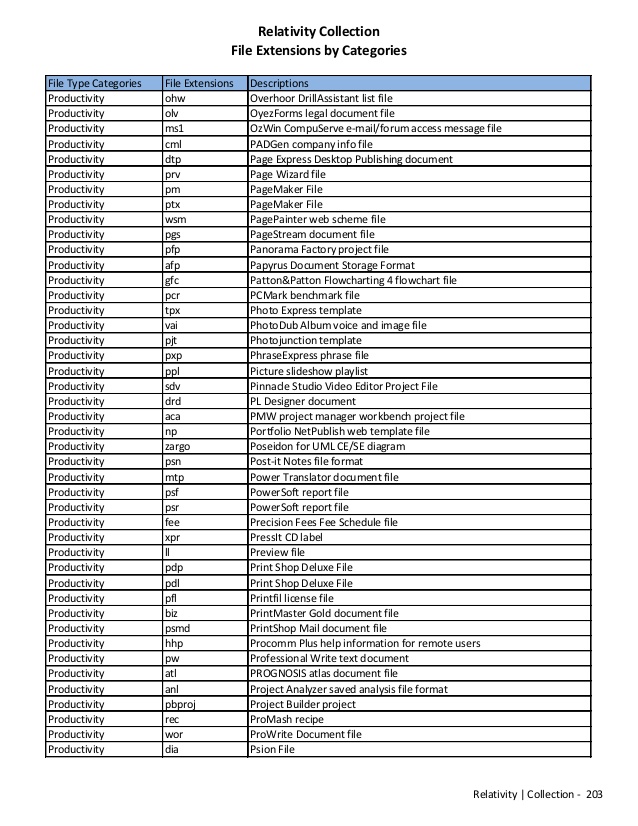 Relativity Collection
File Extensions by Categories
File Type Categories File Extensions Descriptions
Productivity ohw Overhoor DrillAssistant list file
Productivity olv OyezForms legal document file
Productivity ms1 OzWin CompuServe e-mail/forum access message file
Productivity cml PADGen company info file
Productivity dtp Page Express Desktop Publishing document
Productivity prv Page Wizard file
Productivity pm PageMaker File
Productivity ptx PageMaker File
Productivity wsm PagePainter web scheme file
Productivity pgs PageStream document file
Productivity pfp Panorama Factory project file
Productivity afp Papyrus Document Storage Format
Productivity gfc Patton&Patton Flowcharting 4 flowchart file
Productivity pcr PCMark benchmark file
Productivity tpx Photo Express template
Productivity vai PhotoDub Album voice and image file
Productivity pjt Photojunction template
Productivity pxp PhraseExpress phrase file
Productivity ppl Picture slideshow playlist
Productivity sdv Pinnacle Studio Video Editor Project File
Productivity drd PL Designer document
Productivity aca PMW project manager workbench project file
Productivity np Portfolio NetPublish web template file
Productivity zargo Poseidon for UML CE/SE diagram
Productivity psn Post-it Notes file format
Productivity mtp Power Translator document file
Productivity psf PowerSoft report file
Productivity psr PowerSoft report file
Productivity fee Precision Fees Fee Schedule file
Productivity xpr PressIt CD label
Productivity ll Preview file
Productivity pdp Print Shop Deluxe File
Productivity pdl Print Shop Deluxe File
Productivity pfl Printfil license file
Productivity biz PrintMaster Gold document file
Productivity psmd PrintShop Mail document file
Productivity hhp Procomm Plus help information for remote users
Productivity pw Professional Write text document
Productivity atl PROGNOSIS atlas document file
Productivity anl Project Analyzer saved analysis file format
Productivity pbproj Project Builder project
Productivity rec ProMash recipe
Productivity wor ProWrite Document file
Productivity dia Psion File
Relativity | Collection - 203